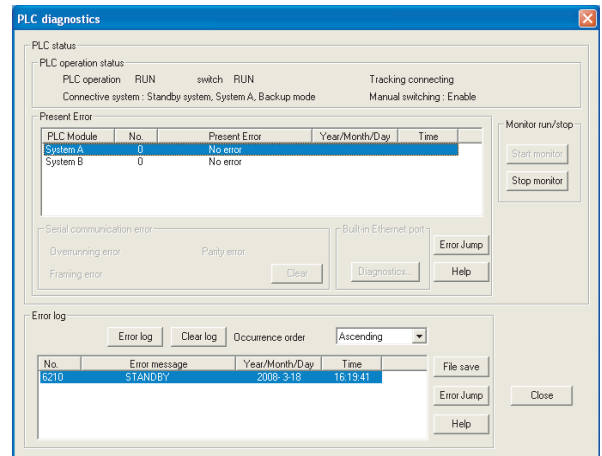 PLC diagnostics
PLC status
PLC operation status
PLC operation RUN switch RUN Tracking connecting
Connective system : Standby system, System A, Backup mode Manual switching : Enable
Present Error
Monitor run/stop
PLC Module No. Present Error Year/Month/Day Time
System A 0 No error
System B 0 No error
Start monitor
Stop monitor
Serial communication error
Built-in Ethernet port
Overrunning error Parity error
Error Jump
Framing error Clear Diagnostics... Help
Error log
Error log Clear log Occurrence order Ascending
No. Error message Year/Month/Day Time
File save
6210 STANDBY 2008- 3-18 16:19:41
Error Jump Close
Help